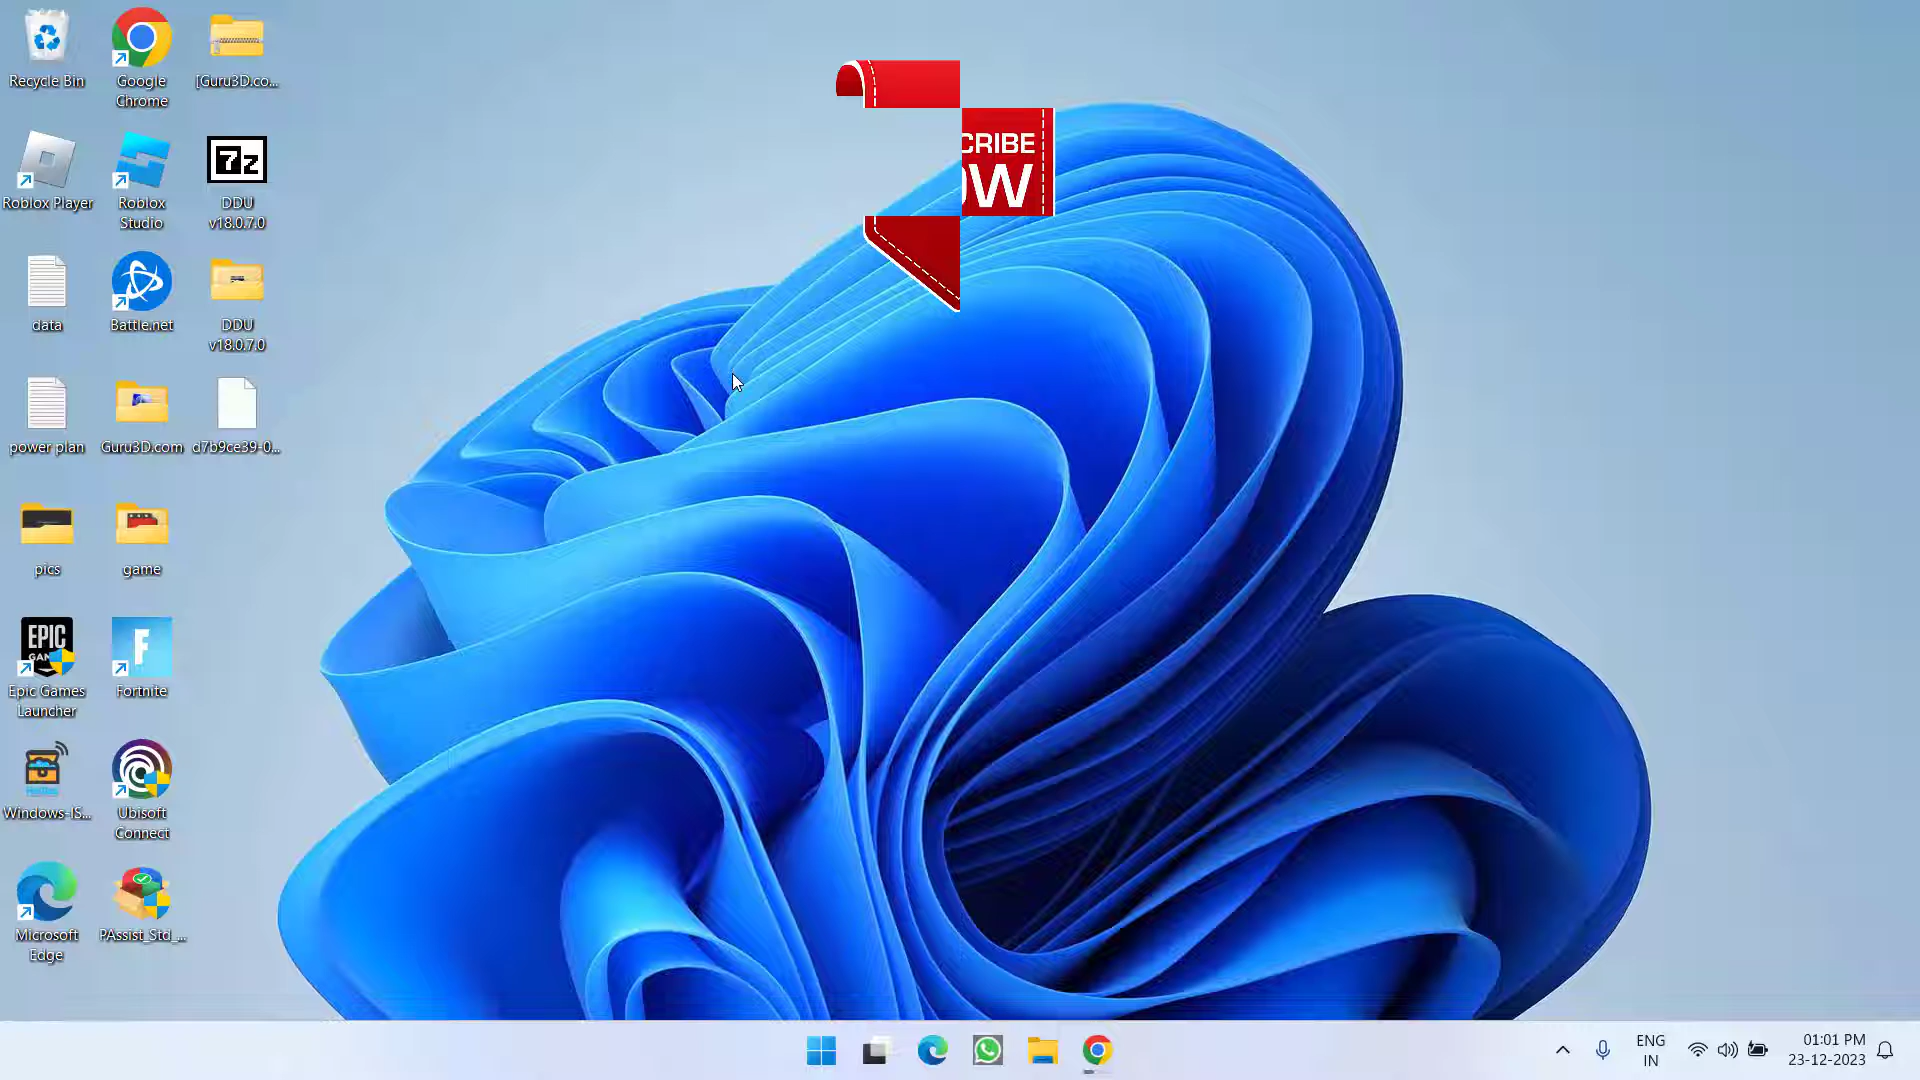 Recycle Bin
Google
Chrome
[Guru3D.co...
Roblox Player
Roblox
Studio
7z
DDU
v18.0.7.0
data
Battle.net
DDU
v18.0.7.0
power plan
Guru3D.com
d7b9ce39-0...
pics
game
EPIC
Epic Games
Launcher
F
Fortnite
Windows-IS...
Ubisoft
Connect
Microsoft
Edge
PAssist_Std_...
CRIBE
OW
ENG
IN
01:01 PM
23-12-2023